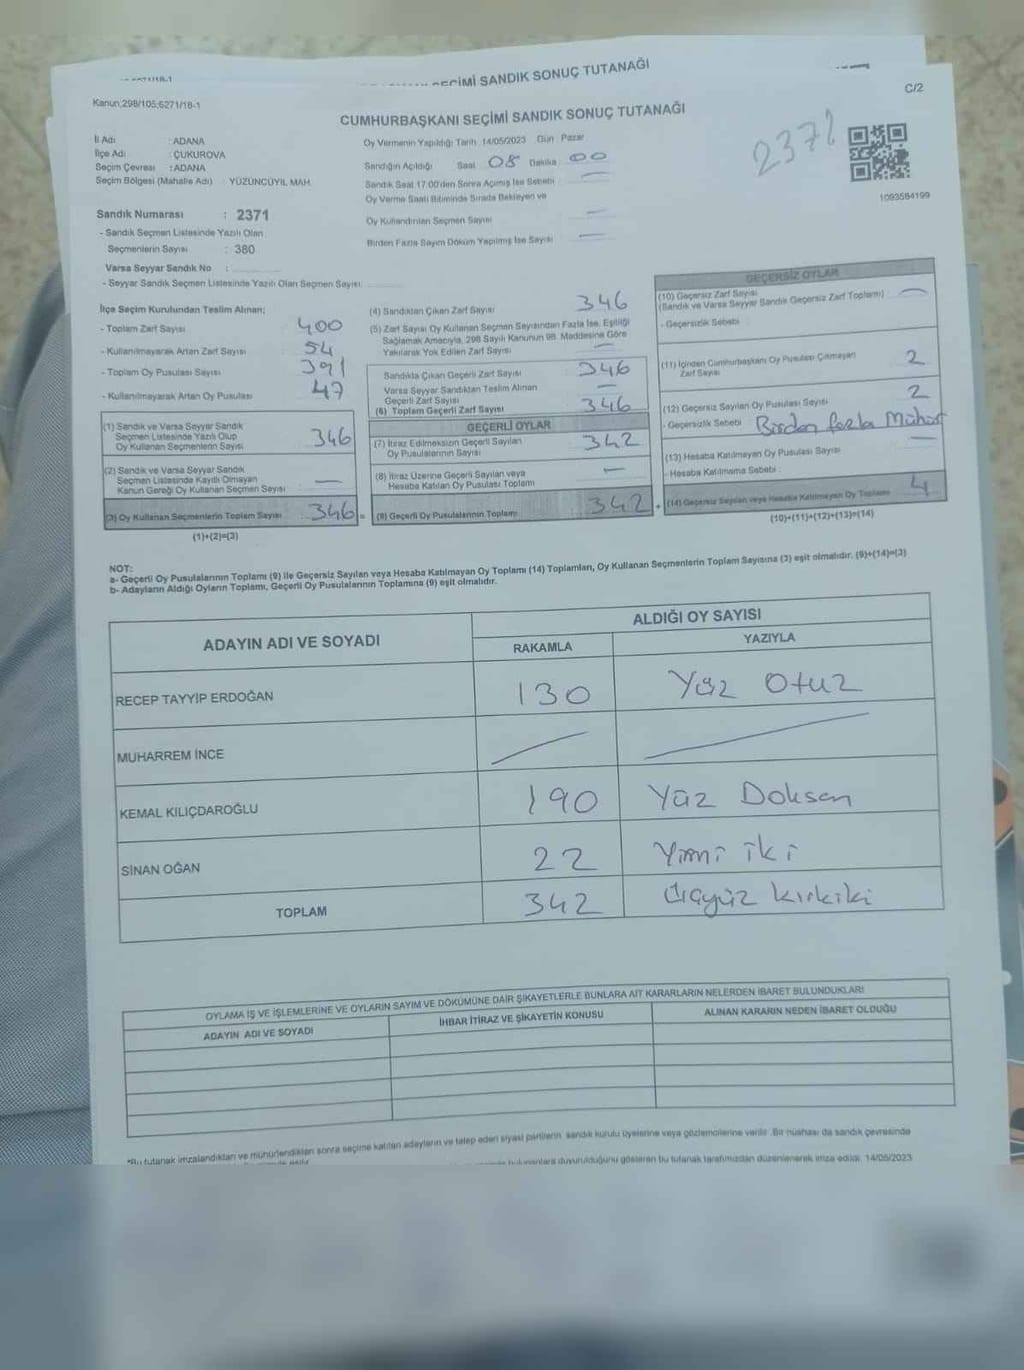 SEÇİMİ SANDIK SONUÇ TUTANAĞI
Kanun:298/105;6271/18-1
C/2
CUMHURBAŞKANI SEÇİMİ SANDIK SONUÇ TUTANAĞI
2371
1093584199
İl Adı : ADANA
İlçe Adı : ÇUKUROVA
Seçim Çevresi : ADANA
Seçim Bölgesi (Mahalle Adı) : YÜZÜNCÜYIL MAH.
Sandık Numarası : 2371
- Sandık Seçmen Listesinde Yazılı Olan
Seçmenlerin Sayısı : 380
Varsa Seyyar Sandık No :
- Seyyar Sandık Seçmen Listesinde Yazılı Olan Seçmen Sayısı
Oy Vermenin Yapıldığı Tarih 14/05/2023 Gün Pazar
Sandığın Açıldığı Saat 08 Dakika 00
Sandık Saat 17.00'den Sonra Açılmış İse Sebebi —
Oy Verme Saati Bitiminde Sırada Bekleyen ve
Oy Kullandırılan Seçmen Sayısı —
Birden Fazla Sayım Döküm Yapılmış İse Sayısı —
İlçe Seçim Kurulundan Teslim Alınan;
- Toplam Zarf Sayısı 400
- Kullanılmayarak Artan Zarf Sayısı 54
- Toplam Oy Pusulası Sayısı 391
- Kullanılmayarak Artan Oy Pusulası 47
(1) Sandık ve Varsa Seyyar Sandık
Seçmen Listesinde Yazılı Olup
Oy Kullanan Seçmenlerin Sayısı 346
(2) Sandık ve Varsa Seyyar Sandık
Seçmen Listesinde Kayıtlı Olmayan
Kanun Gereği Oy Kullanan Seçmen Sayısı —
(3) Oy Kullanan Seçmenlerin Toplam Sayısı 346 =
(1)+(2)=(3)
(4) Sandıktan Çıkan Zarf Sayısı 346
(5) Zarf Sayısı Oy Kullanan Seçmen Sayısından Fazla İse, Eşitliği
Sağlamak Amacıyla, 298 Sayılı Kanunun 98. Maddesine Göre
Yakılarak Yok Edilen Zarf Sayısı —
Sandıkta Çıkan Geçerli Zarf Sayısı 346
Varsa Seyyar Sandıktan Teslim Alınan
Geçerli Zarf Sayısı —
(6) Toplam Geçerli Zarf Sayısı 346
GEÇERLİ OYLAR
(7) İtiraz Edilmeksizin Geçerli Sayılan
Oy Pusulalarının Sayısı 342
(8) İtiraz Üzerine Geçerli Sayılan veya
Hesaba Katılan Oy Pusulası Toplamı —
(9) Geçerli Oy Pusulalarının Toplamı 342 +
GEÇERSİZ OYLAR
(10) Geçersiz Zarf Sayısı —
(Sandık ve Varsa Seyyar Sandık Geçersiz Zarf Toplamı)
- Geçersizlik Sebebi
(11) İçinden Cumhurbaşkanı Oy Pusulası Çıkmayan
Zarf Sayısı 2
(12) Geçersiz Sayılan Oy Pusulası Sayısı 2
- Geçersizlik Sebebi Birden fazla Mühür
(13) Hesaba Katılmayan Oy Pusulası Sayısı —
- Hesaba Katılmama Sebebi :
(14) Geçersiz Sayılan veya Hesaba Katılmayan Oy Toplamı 4
(10)+(11)+(12)+(13)=(14)
NOT:
a- Geçerli Oy Pusulalarının Toplamı (9) ile Geçersiz Sayılan veya Hesaba Katılmayan Oy Toplamı (14) Toplamları, Oy Kullanan Seçmenlerin Toplam Sayısına (3) eşit olmalıdır. (9)+(14)=(3)
b- Adayların Aldığı Oyların Toplamı, Geçerli Oy Pusulalarının Toplamına (9) eşit olmalıdır.
ADAYIN ADI VE SOYADI
ALDIĞI OY SAYISI
RAKAMLA YAZIYLA
RECEP TAYYİP ERDOĞAN 130 Yüz Otuz
MUHARREM İNCE
KEMAL KILIÇDAROĞLU 190 Yüz Doksan
SİNAN OĞAN 22 Yirmi iki
TOPLAM 342 Üçyüz kırkiki
OYLAMA İŞ VE İŞLEMLERİNE VE OYLARIN SAYIM VE DÖKÜMÜNE DAİR ŞİKAYETLERLE BUNLARA AİT KARARLARIN NELERDEN İBARET BULUNDUKLARI
ADAYIN ADI VE SOYADI İHBAR İTİRAZ VE ŞİKAYETİN KONUSU ALINAN KARARIN NEDEN İBARET OLDUĞU
*Bu tutanak imzalandıktan ve mühürlendikten sonra seçime katılan adayların ve talep eden siyasi partilerin sandık kurulu üyelerine veya gözlemcilerine verilir. Bir nüshası da sandık çevresinde
bulunanlara duyurulduğunu gösteren bu tutanak tarafımızdan düzenlenerek imza edildi. 14/05/2023